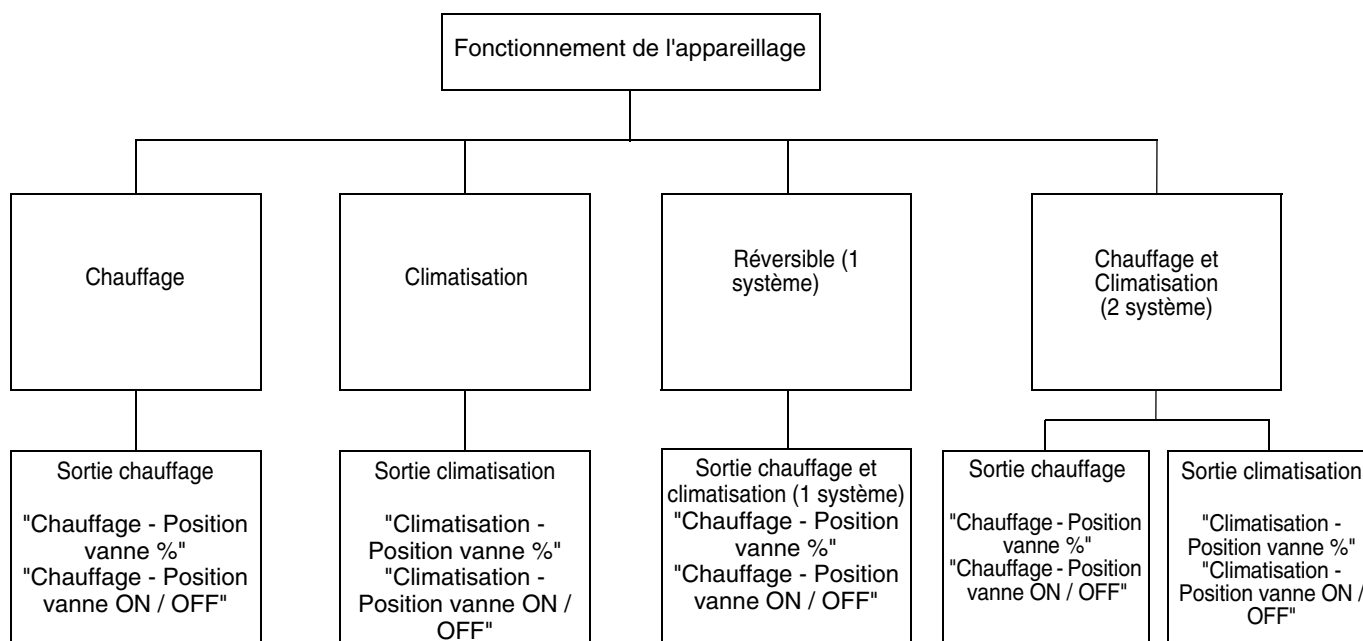 Fonctionnement de l'appareillage
Chauffage
Climatisation
Réversible (1
système)
Chauffage et
Climatisation
(2 système)
Sortie chauffage
"Chauffage - Position
vanne %"
"Chauffage - Position
vanne ON / OFF"
Sortie climatisation
"Climatisation -
Position vanne %"
"Climatisation -
Position vanne ON /
OFF"
Sortie chauffage et
climatisation (1 système)
"Chauffage - Position
vanne %"
"Chauffage - Position
vanne ON / OFF"
Sortie chauffage
"Chauffage - Position
vanne %"
"Chauffage - Position
vanne ON / OFF"
Sortie climatisation
"Climatisation -
Position vanne %"
"Climatisation -
Position vanne ON /
OFF"